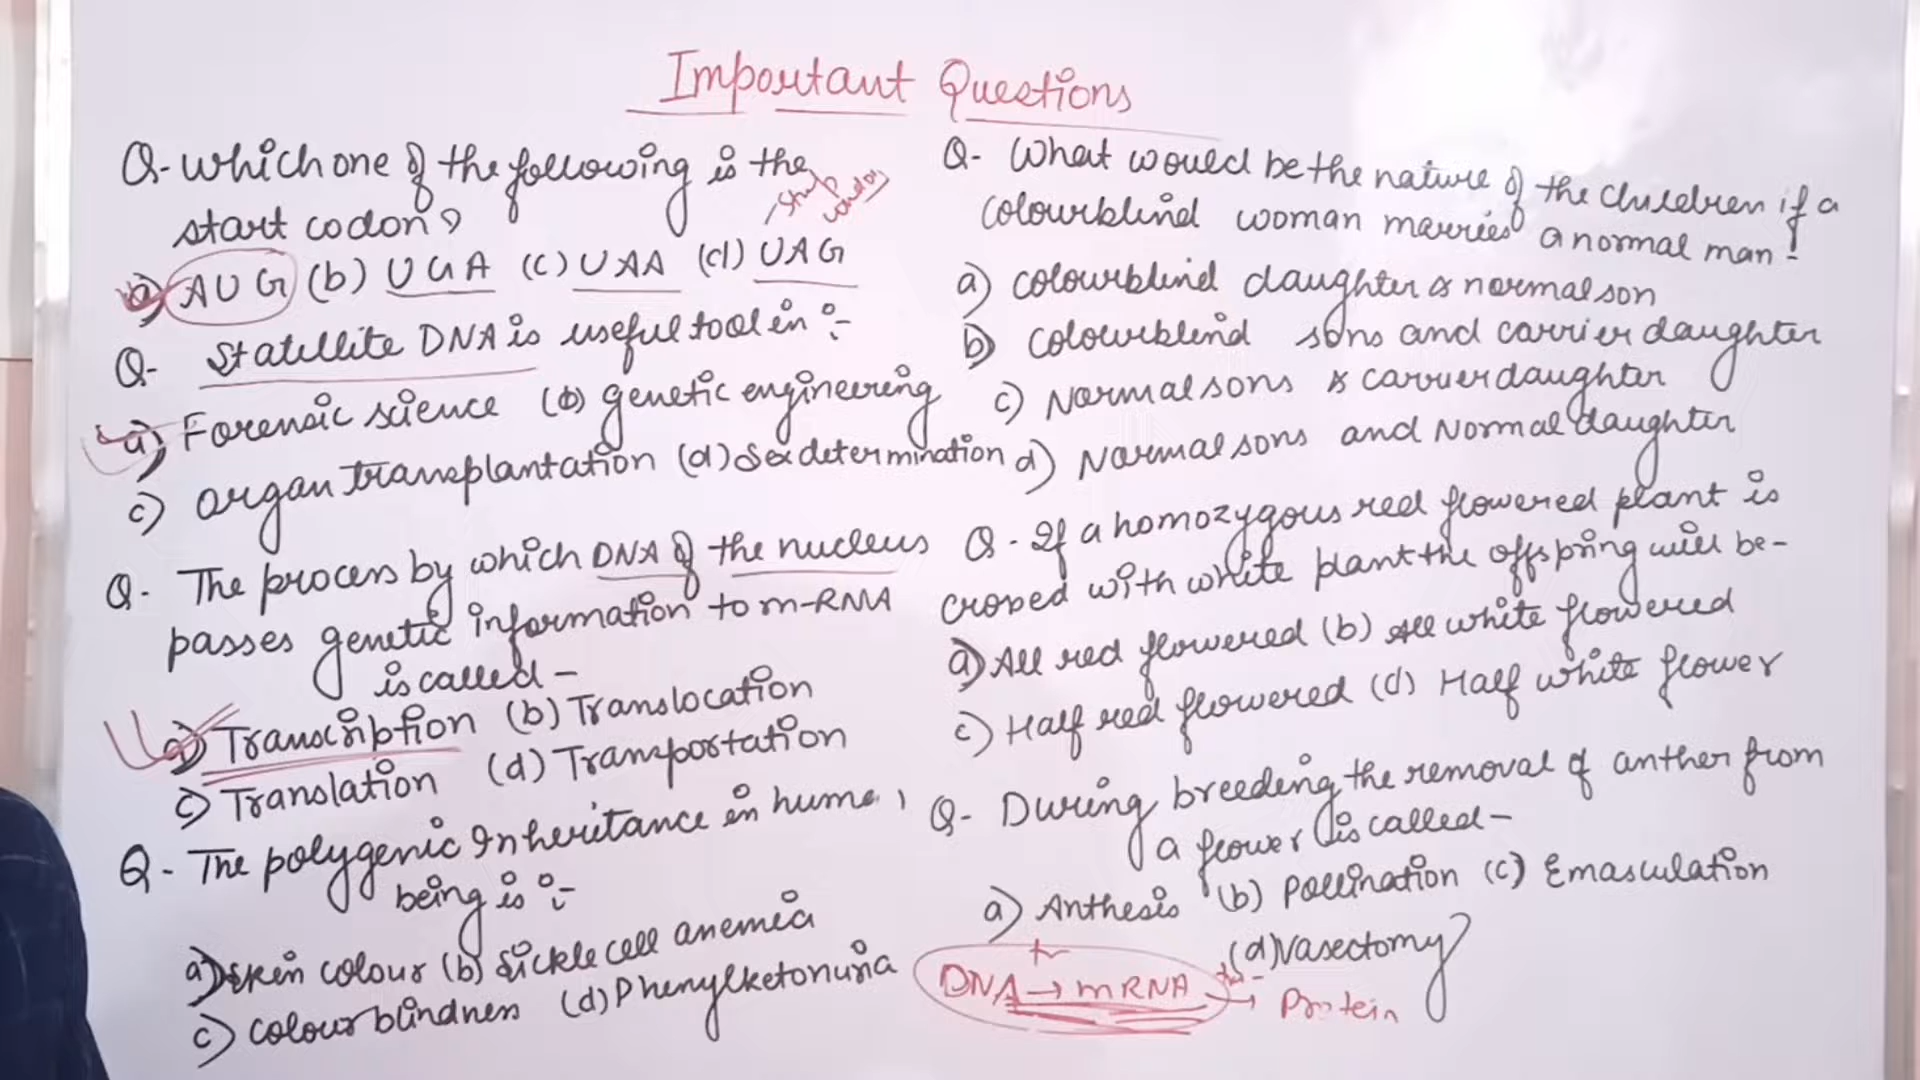 Important Questions
Q- which one of the following is the
start codon?
- Stop codon
a) AUG (b) UGA (c) UAA (d) UAG
Q- Statellite DNA is useful tool in :-
a) Forensic science (b) genetic engineering
c) organ transplantation (d) Sex determination
Q- The process by which DNA of the nucleus
passes genetic information to m-RNA
is called -
a) Transcription (b) Translocation
c) Translation (d) Transportation
Q- The polygenic Inheritance in huma
being is :-
a) skin colour (b) Sickle cell anemia
c) colour blindness (d) Phenylketonuria
Q- What would be the nature of the children if a
colourblind woman marries a normal man -
a) colourblind daughter & normal son
b) colourblind sons and carrier daughter
c) Normal sons & carrier daughter
d) Normal sons and Normal daughter
Q- If a homozygous red flowered plant is
crossed with white plant the offspring will be-
a) All red flowered (b) All white flowered
c) Half red flowered (d) Half white flower
Q- During breeding the removal of anther from
a flower is called -
a) Anthesis (b) Pollination (c) Emasculation
(d) Vasectomy
tr
DNA → mRNA → Protein